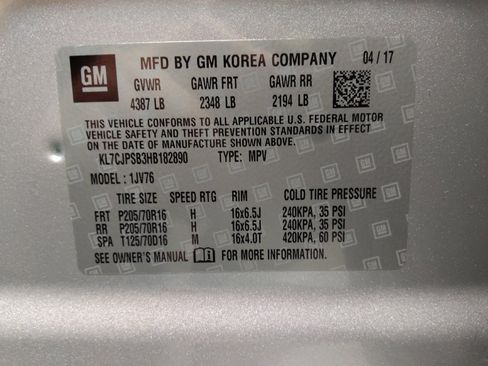 GM
MFD BY GM KOREA COMPANY 04 / 17
GVWR GAWR FRT GAWR RR
4387 LB 2348 LB 2194 LB
THIS VEHICLE CONFORMS TO ALL APPLICABLE U.S. FEDERAL MOTOR
VEHICLE SAFETY AND THEFT PREVENTION STANDARDS IN EFFECT
ON THE DATE OF MANUFACTURE SHOWN ABOVE.
KL7CJPSB3HB182890 TYPE: MPV
MODEL : 1JV76
TIRE SIZE SPEED RTG RIM COLD TIRE PRESSURE
FRT P205/70R16 H 16x6.5J 240KPA, 35 PSI
RR P205/70R16 H 16x6.5J 240KPA, 35 PSI
SPA T125/70D16 M 16x4.0T 420KPA, 60 PSI
SEE OWNER'S MANUAL FOR MORE INFORMATION.